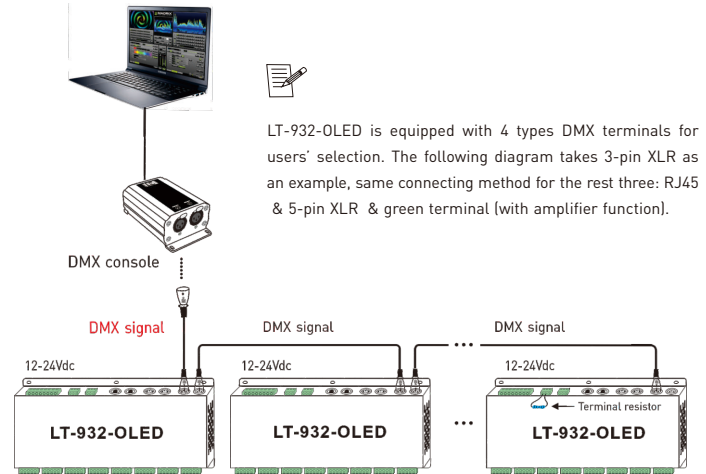 LT-932-OLED is equipped with 4 types DMX terminals for
users' selection. The following diagram takes 3-pin XLR as
an example, same connecting method for the rest three: RJ45
& 5-pin XLR & green terminal (with amplifier function).
DMX console
DMX signal
DMX signal
DMX signal
12-24Vdc
12-24Vdc
12-24Vdc
Terminal resistor
LT-932-OLED
LT-932-OLED
LT-932-OLED